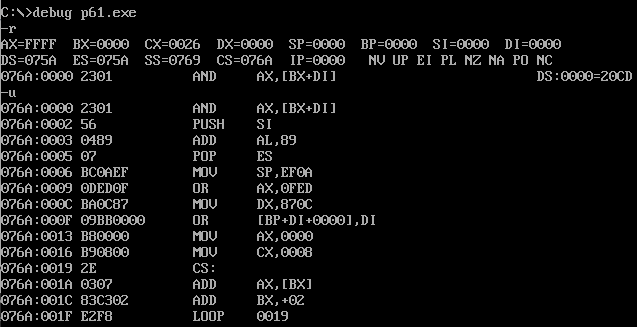 C:\>debug p61.exe
-r
AX=FFFF  BX=0000  CX=0026  DX=0000  SP=0000  BP=0000  SI=0000  DI=0000
DS=075A  ES=075A  SS=0769  CS=076A  IP=0000   NV UP EI PL NZ NA PO NC
076A:0000 2301          AND     AX,[BX+DI]                         DS:0000=20CD
-u
076A:0000 2301          AND     AX,[BX+DI]
076A:0002 56            PUSH    SI
076A:0003 0489          ADD     AL,89
076A:0005 07            POP     ES
076A:0006 BC0AEF        MOV     SP,EF0A
076A:0009 0DED0F        OR      AX,0FED
076A:000C BA0C87        MOV     DX,870C
076A:000F 09BB0000      OR      [BP+DI+0000],DI
076A:0013 B80000        MOV     AX,0000
076A:0016 B90800        MOV     CX,0008
076A:0019 2E            CS:
076A:001A 0307          ADD     AX,[BX]
076A:001C 83C302        ADD     BX,+02
076A:001F E2F8          LOOP    0019